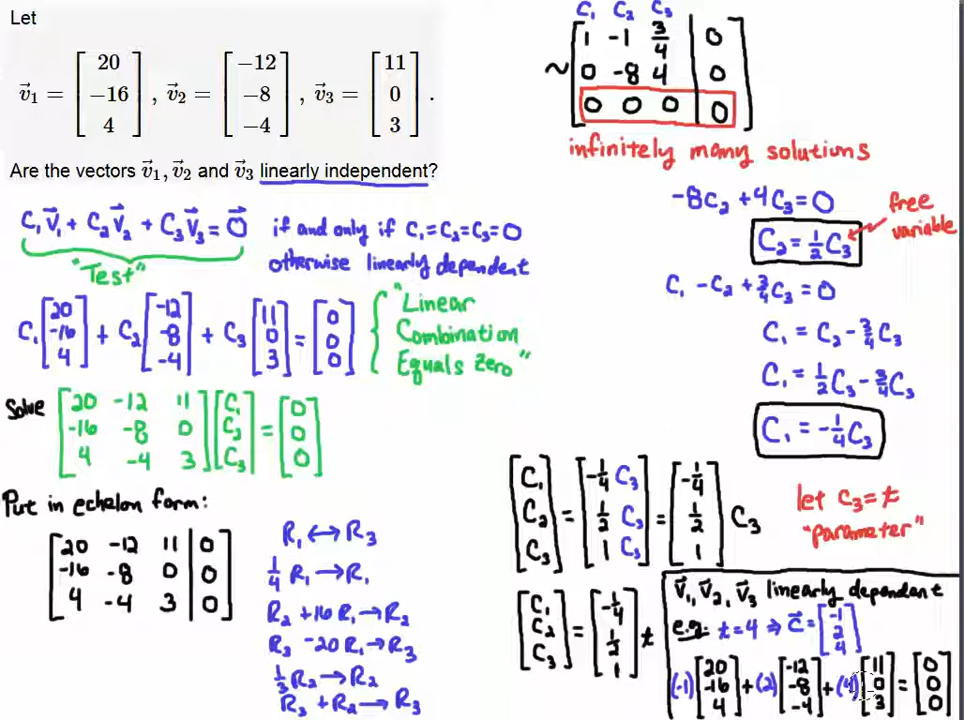 Let
v⃗1 = [20 −16 4], v⃗2 = [−12 −8 −4], v⃗3 = [11 0 3].
Are the vectors v⃗1, v⃗2 and v⃗3 linearly independent?
C₁v⃗₁ + C₂v⃗₂ + C₃v⃗₃ = 0⃗
"Test"
if and only if C₁=C₂=C₃=0
otherwise linearly dependent
C₁[20 -16 4] + C₂[-12 -8 -4] + C₃[11 0 3] = [0 0 0]
"Linear
Combination
Equals Zero"
Solve
[20 -12 11
-16 -8 0
4 -4 3] [C₁ C₂ C₃] = [0 0 0]
Put in echelon form:
[20 -12 11 | 0
-16 -8 0 | 0
4 -4 3 | 0]
R₁ ↔ R₃
1/4 R₁ → R₁
R₂ +16 R₁ → R₂
R₃ -20R₁ → R₃
1/3 R₂ → R₂
R₃ + R₂ → R₃
C₁ C₂ C₃
~ [1 -1 3/4 | 0
0 -8 4 | 0
0 0 0 | 0]
infinitely many solutions
-8C₂ + 4C₃ = 0
C₂ = 1/2 C₃
free
variable
C₁ - C₂ + 3/4 C₃ = 0
C₁ = C₂ - 3/4 C₃
C₁ = 1/2 C₃ - 3/4 C₃
C₁ = -1/4 C₃
[C₁ C₂ C₃] = [-1/4 C₃ 1/2 C₃ 1 C₃] = [-1/4 1/2 1] C₃
let C₃ = t
"parameter"
[C₁ C₂ C₃] = [-1/4 1/2 1] t
v⃗₁, v⃗₂, v⃗₃ linearly dependent
e.g: t=4 ⇒ c⃗ = [-1 2 4]
(-1)[20 -16 4] + (2)[-12 -8 -4] + (4)[11 0 3] = [0 0 0]